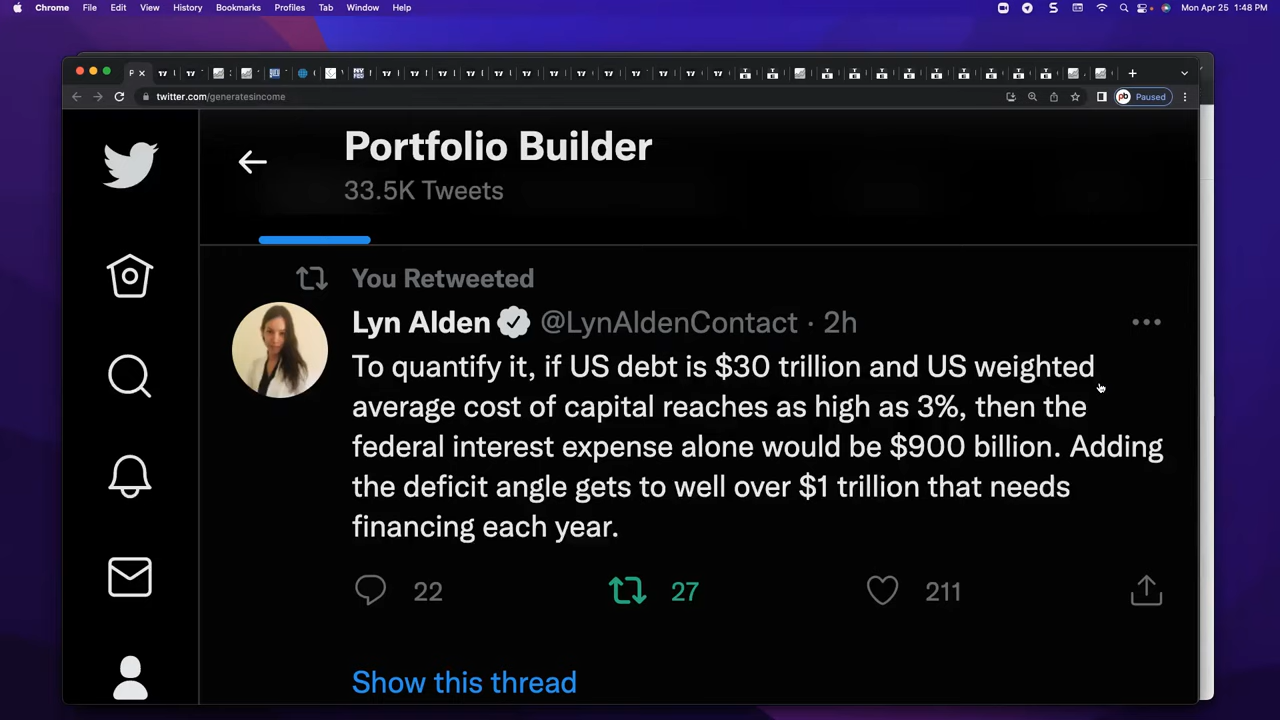 Chrome File Edit View History Bookmarks Profiles Tab Window Help Mon Apr 25 1:48 PM
twitter.com/generatesincome Paused
Portfolio Builder
33.5K Tweets
You Retweeted
Lyn Alden @LynAldenContact · 2h
To quantify it, if US debt is $30 trillion and US weighted
average cost of capital reaches as high as 3%, then the
federal interest expense alone would be $900 billion. Adding
the deficit angle gets to well over $1 trillion that needs
financing each year.
22 27 211
Show this thread